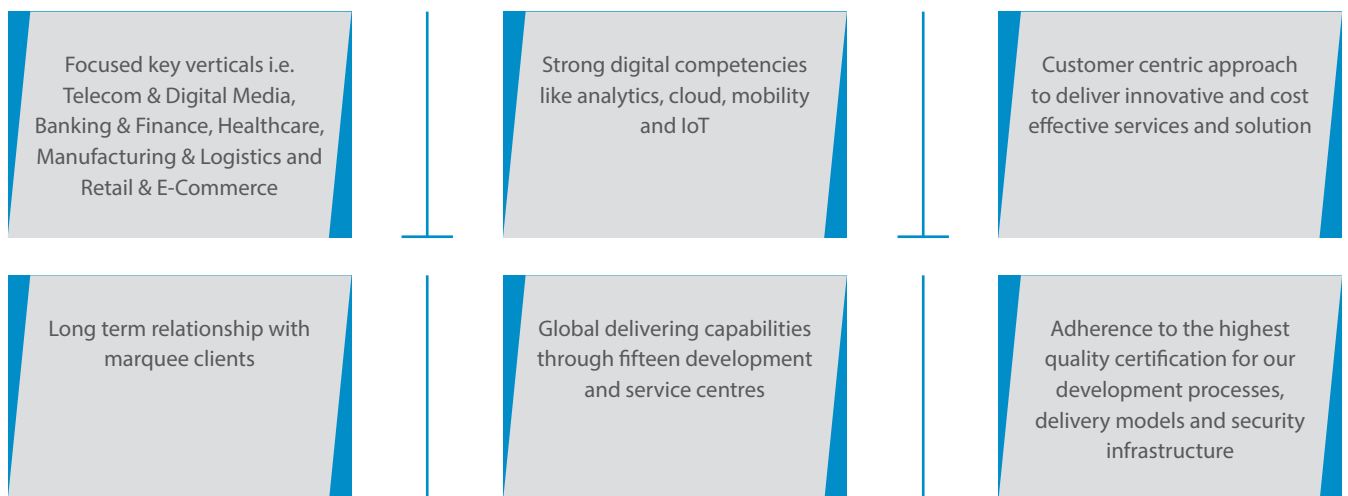 Focused key verticals i.e.
Telecom & Digital Media,
Banking & Finance, Healthcare,
Manufacturing & Logistics and
Retail & E-Commerce
Strong digital competencies
like analytics, cloud, mobility
and IoT
Customer centric approach
to deliver innovative and cost
effective services and solution
Long term relationship with
marquee clients
Global delivering capabilities
through fifteen development
and service centres
Adherence to the highest
quality certification for our
development processes,
delivery models and security
infrastructure